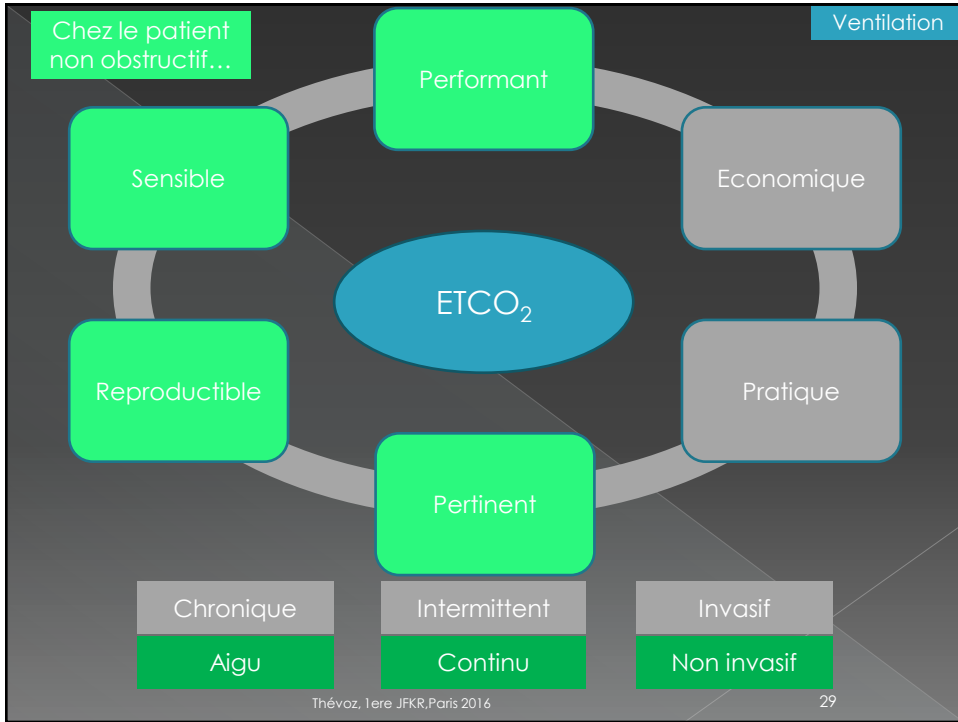 Chez le patient
non obstructif…
Ventilation
Performant
Sensible
Economique
ETCO₂
Reproductible
Pratique
Pertinent
Chronique
Intermittent
Invasif
Aigu
Continu
Non invasif
Thévoz, 1ere JFKR,Paris 2016
29